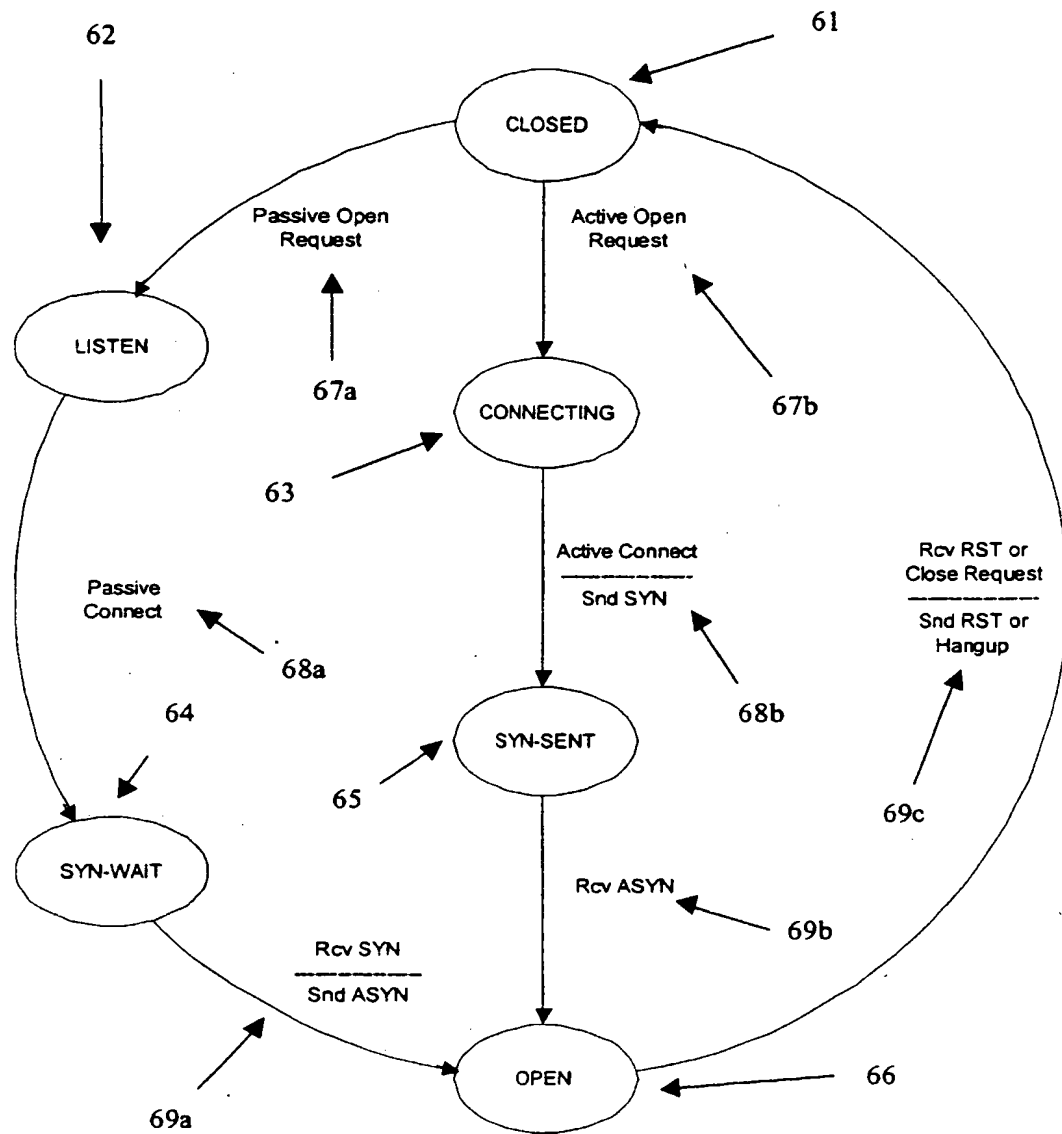 62
61
CLOSED
Passive Open
Request
Active Open
Request
LISTEN
67a
67b
CONNECTING
63
Active Connect
Snd SYN
Rcv RST or
Close Request
Snd RST or
Hangup
Passive
Connect
68a
68b
64
SYN-SENT
65
69c
SYN-WAIT
Rcv ASYN
69b
Rcv SYN
Snd ASYN
OPEN
66
69a